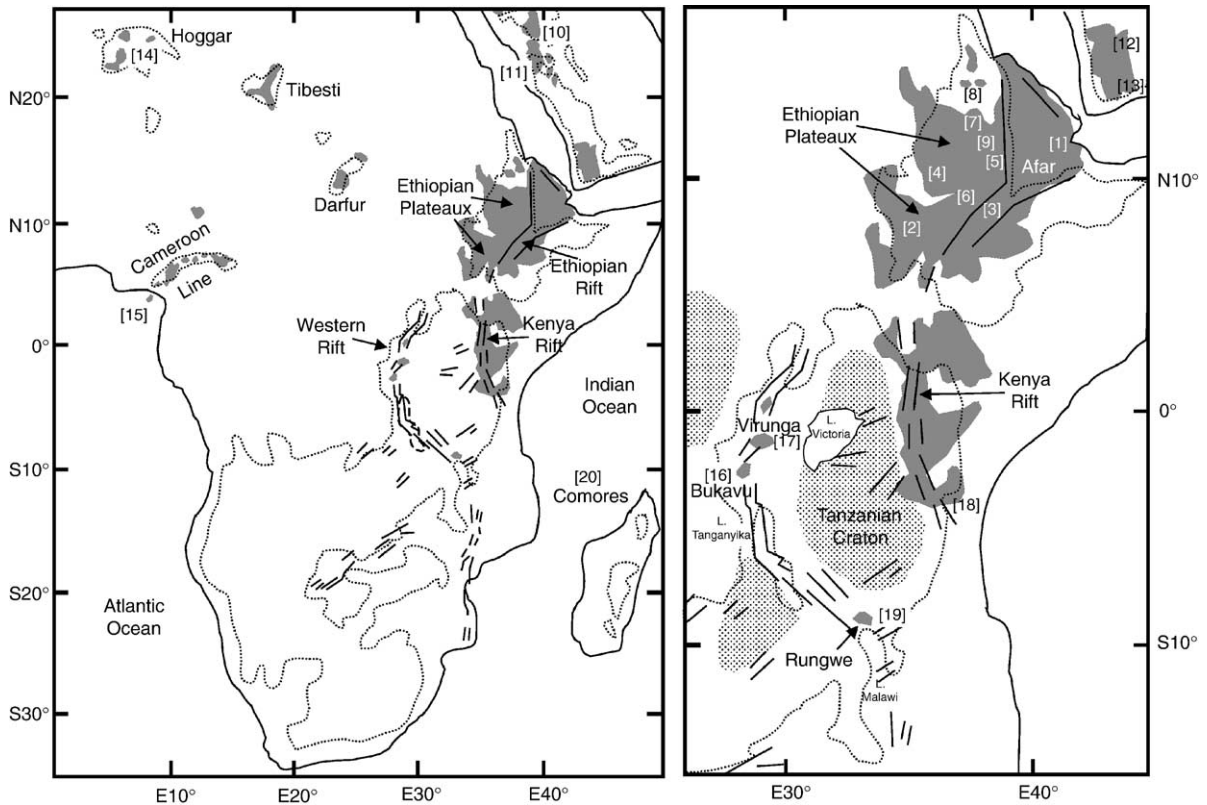 Hoggar
[14]
Tibesti
[10]
[11]
N20°
Darfur
Ethiopian
Plateaux
N10°
Cameroon
Line
Ethiopian
Rift
[15]
Western
Rift
Kenya
Rift
0°
Indian
Ocean
S10°
[20]
Comores
S20°
Atlantic
Ocean
S30°
E10°
E20°
E30°
E40°
[12]
[13]
[8]
Ethiopian
Plateaux
[7]
[9]
[1]
[5]
[4]
Afar
N10°
[6]
[3]
[2]
Kenya
Rift
0°
L.
Victoria
Virunga
[17]
[16]
Bukavu
[18]
L.
Tanganyika
Tanzanian
Craton
[19]
Rungwe
S10°
L.
Malawi
E30°
E40°